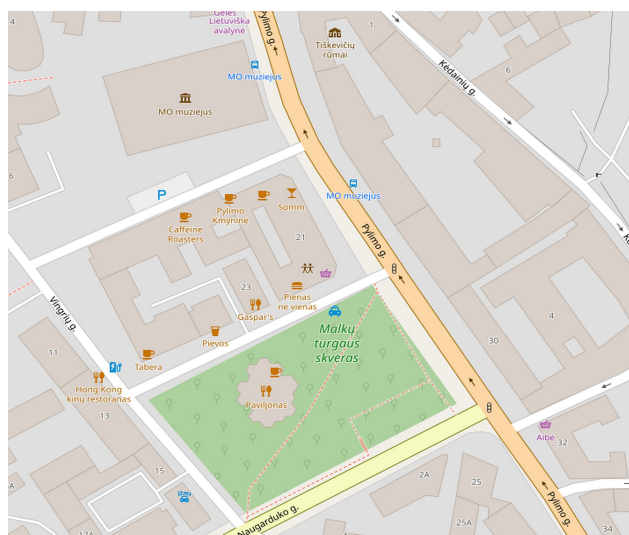 4
Gėlės
Lietuviška
avalynė
Pylimo g.
1
Tiškevičių
rūmai
Kėdainių g.
6
MO muziejus
MO muziejus
6
P
MO muziejus
Pylimo
Kmyninė
Somm
Caffeine
Roasters
21
Pylimo g.
23
Pienas
ne vienas
Gaspar's
Vingrių g.
Malkų
turgaus
skveras
4
11
Pievos
30
Tabera
Hong Kong
kinų restoranas
Paviljonas
13
Aibė
32
15
2A
25
Pylimo g.
17A
Naugarduko g.
25A
34